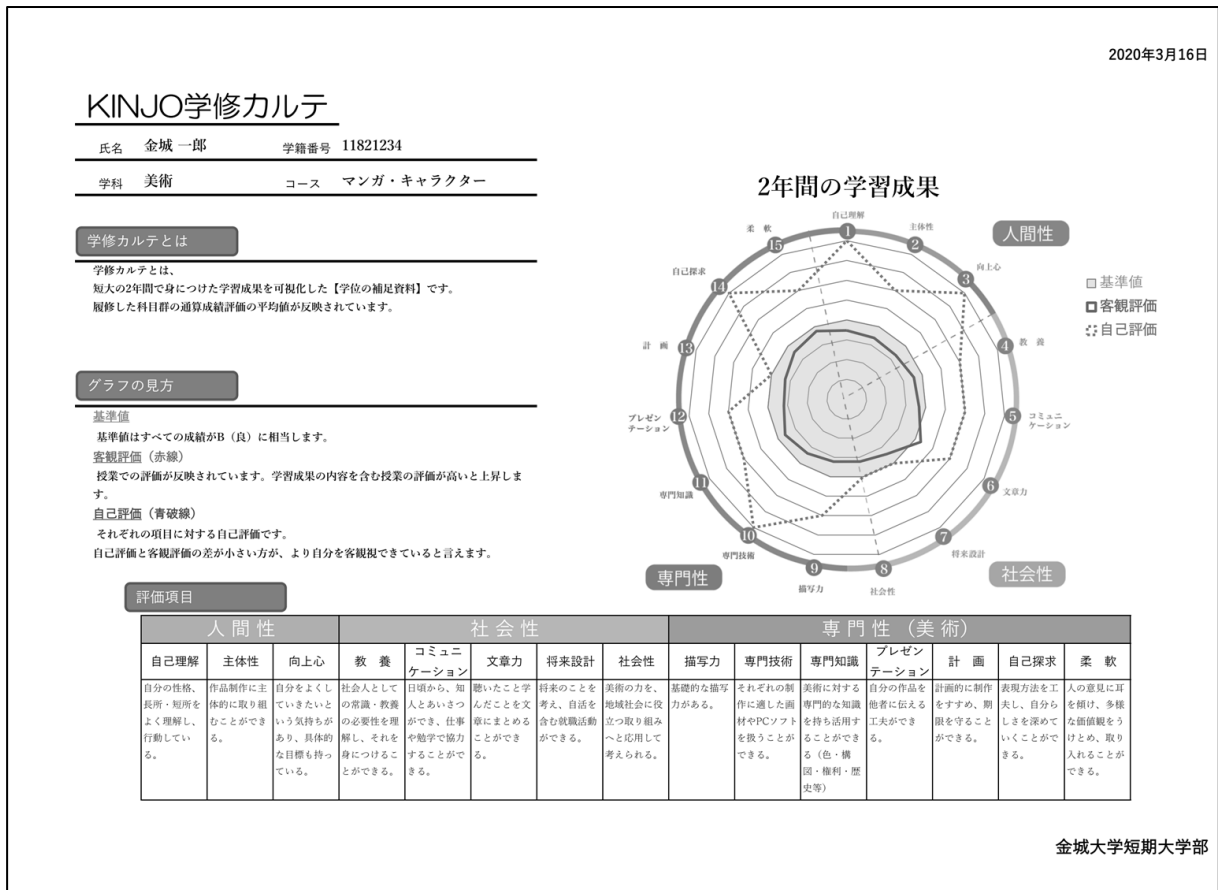 2020年3月16日
KINJO学修カルテ
氏名 金城 一郎 学籍番号 11821234
学科 美術 コース マンガ・キャラクター
学修カルテとは
学修カルテとは、
短大の2年間で身につけた学習成果を可視化した【学位の補足資料】です。
履修した科目群の通算成績評価の平均値が反映されています。
グラフの見方
基準値
基準値はすべての成績がB（良）に相当します。
客観評価（赤線）
授業での評価が反映されています。学習成果の内容を含む授業の評価が高いと上昇しま
す。
自己評価（青破線）
それぞれの項目に対する自己評価です。
自己評価と客観評価の差が小さい方が、より自分を客観視できていると言えます。
2年間の学習成果
自己理解
1
主体性
2
向上心
3
教 養
4
コミュニ
ケーション
5
文章力
6
将来設計
7
社会性
8
描写力
9
専門技術
10
専門知識
11
プレゼン
テーション
12
計 画
13
自己探求
14
柔 軟
15
人間性
社会性
専門性
基準値
客観評価
自己評価
評価項目
人間性 社会性 専門性（美術）
自己理解
主体性
向上心
教 養
コミュニ
ケーション
文章力
将来設計
社会性
描写力
専門技術
専門知識
プレゼン
テーション
計 画
自己探求
柔 軟
自分の性格、
長所・短所を
よく理解し、
行動してい
る。
作品制作に主
体的に取り組
むことができ
る。
自分をよくし
ていきたいと
いう気持ちが
あり、具体的
な目標も持っ
ている。
社会人として
の常識・教養
の必要性を理
解し、それを
身につけるこ
とができる。
日頃から、知
人とあいさつ
ができ、仕事
や勉学で協力
することがで
きる。
聴いたこと学
んだことを文
章にまとめる
ことができ
る。
将来のことを
考え、自活を
含む就職活動
ができる。
美術の力を、
地域社会に役
立つ取り組み
へと応用して
考えられる。
基礎的な描写
力がある。
それぞれの制
作に適した画
材やPCソフト
を扱うことが
できる。
美術に対する
専門的な知識
を持ち活用す
ることができ
る（色・構
図・権利・歴
史等）
自分の作品を
他者に伝える
工夫ができ
る。
計画的に制作
をすすめ、期
限を守ること
ができる。
表現方法を工
夫し、自分ら
しさを深めて
いくことがで
きる。
人の意見に耳
を傾け、多様
な価値観をう
けとめ、取り
入れることが
できる。
金城大学短期大学部